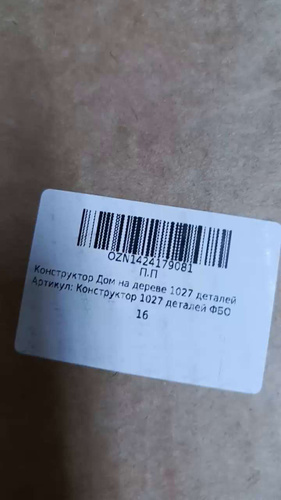 OZN1424179081
П.П
Конструктор Дом на дереве 1027 деталей
Артикул: Конструктор 1027 деталей ФБО
16